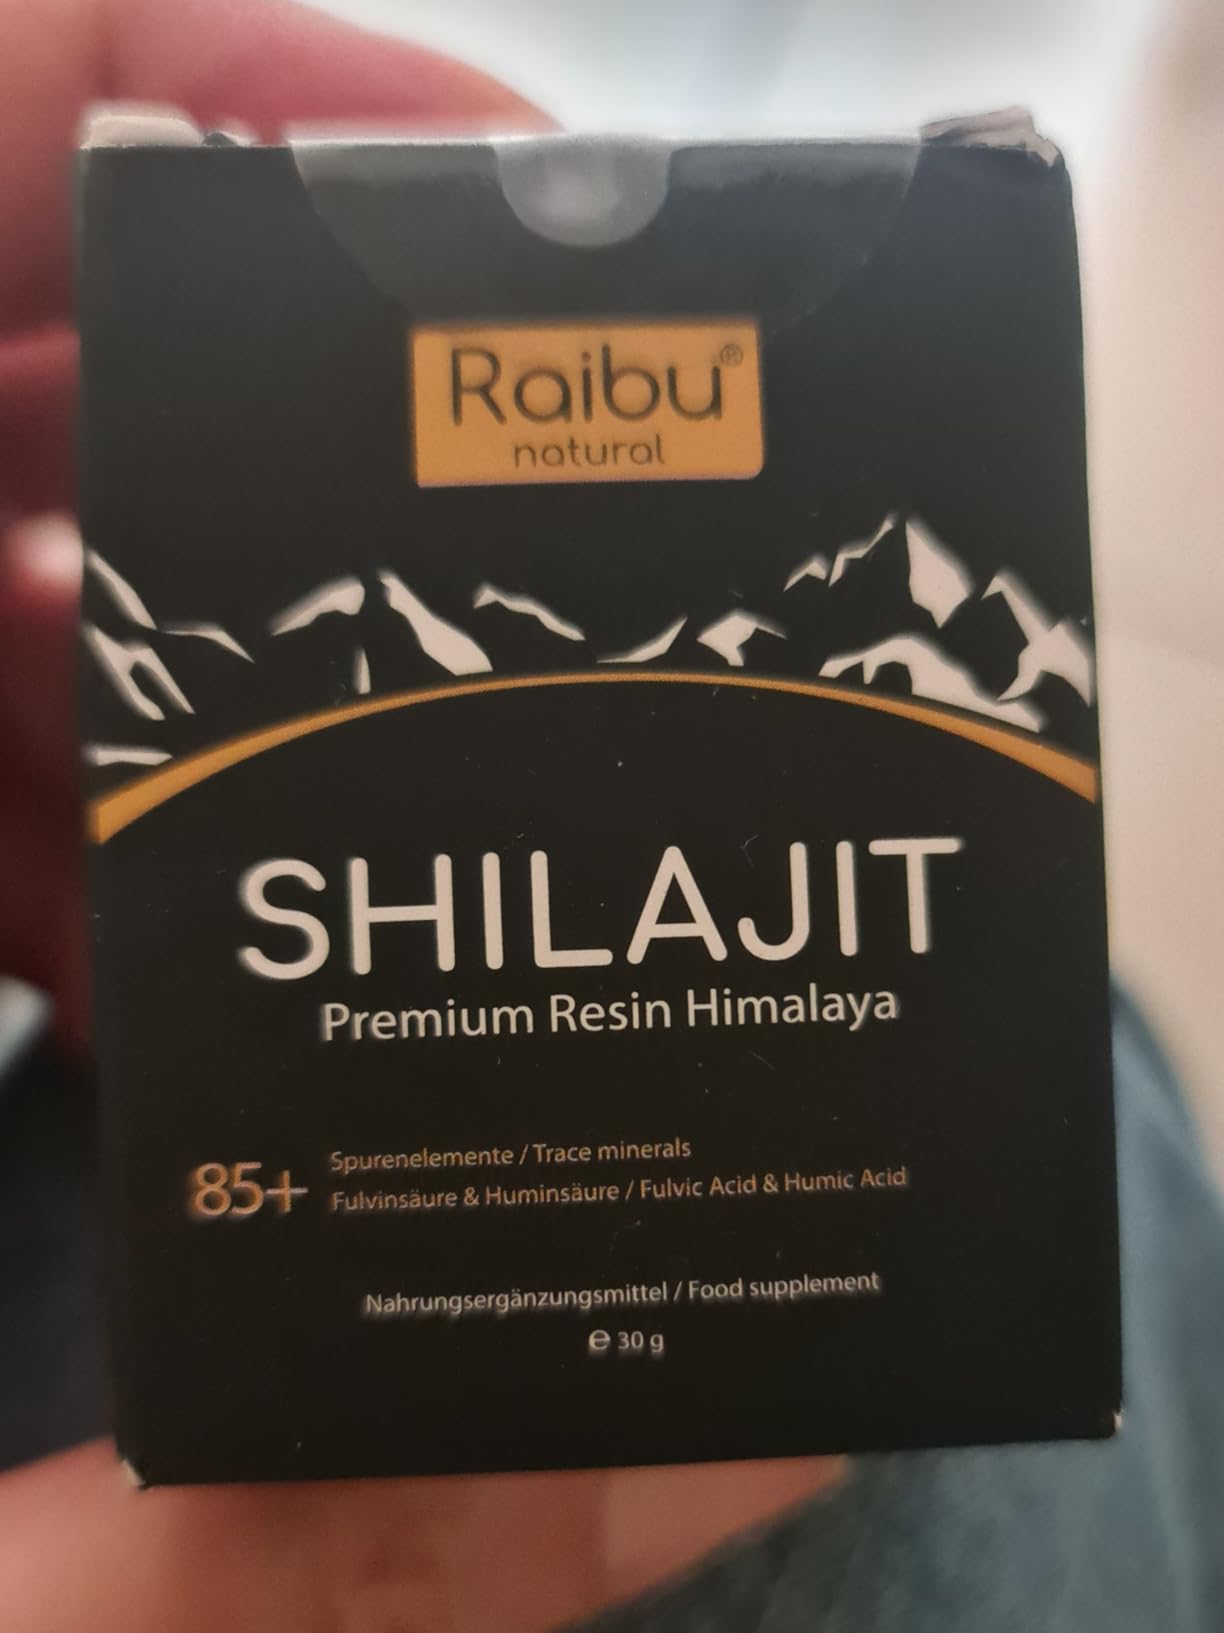 Raibu®
natural
SHILAJIT
Premium Resin Himalaya
85+
Spurenelemente / Trace minerals
Fulvinsäure & Huminsäure / Fulvic Acid & Humic Acid
Nahrungsergänzungsmittel / Food supplement
℮ 30 g